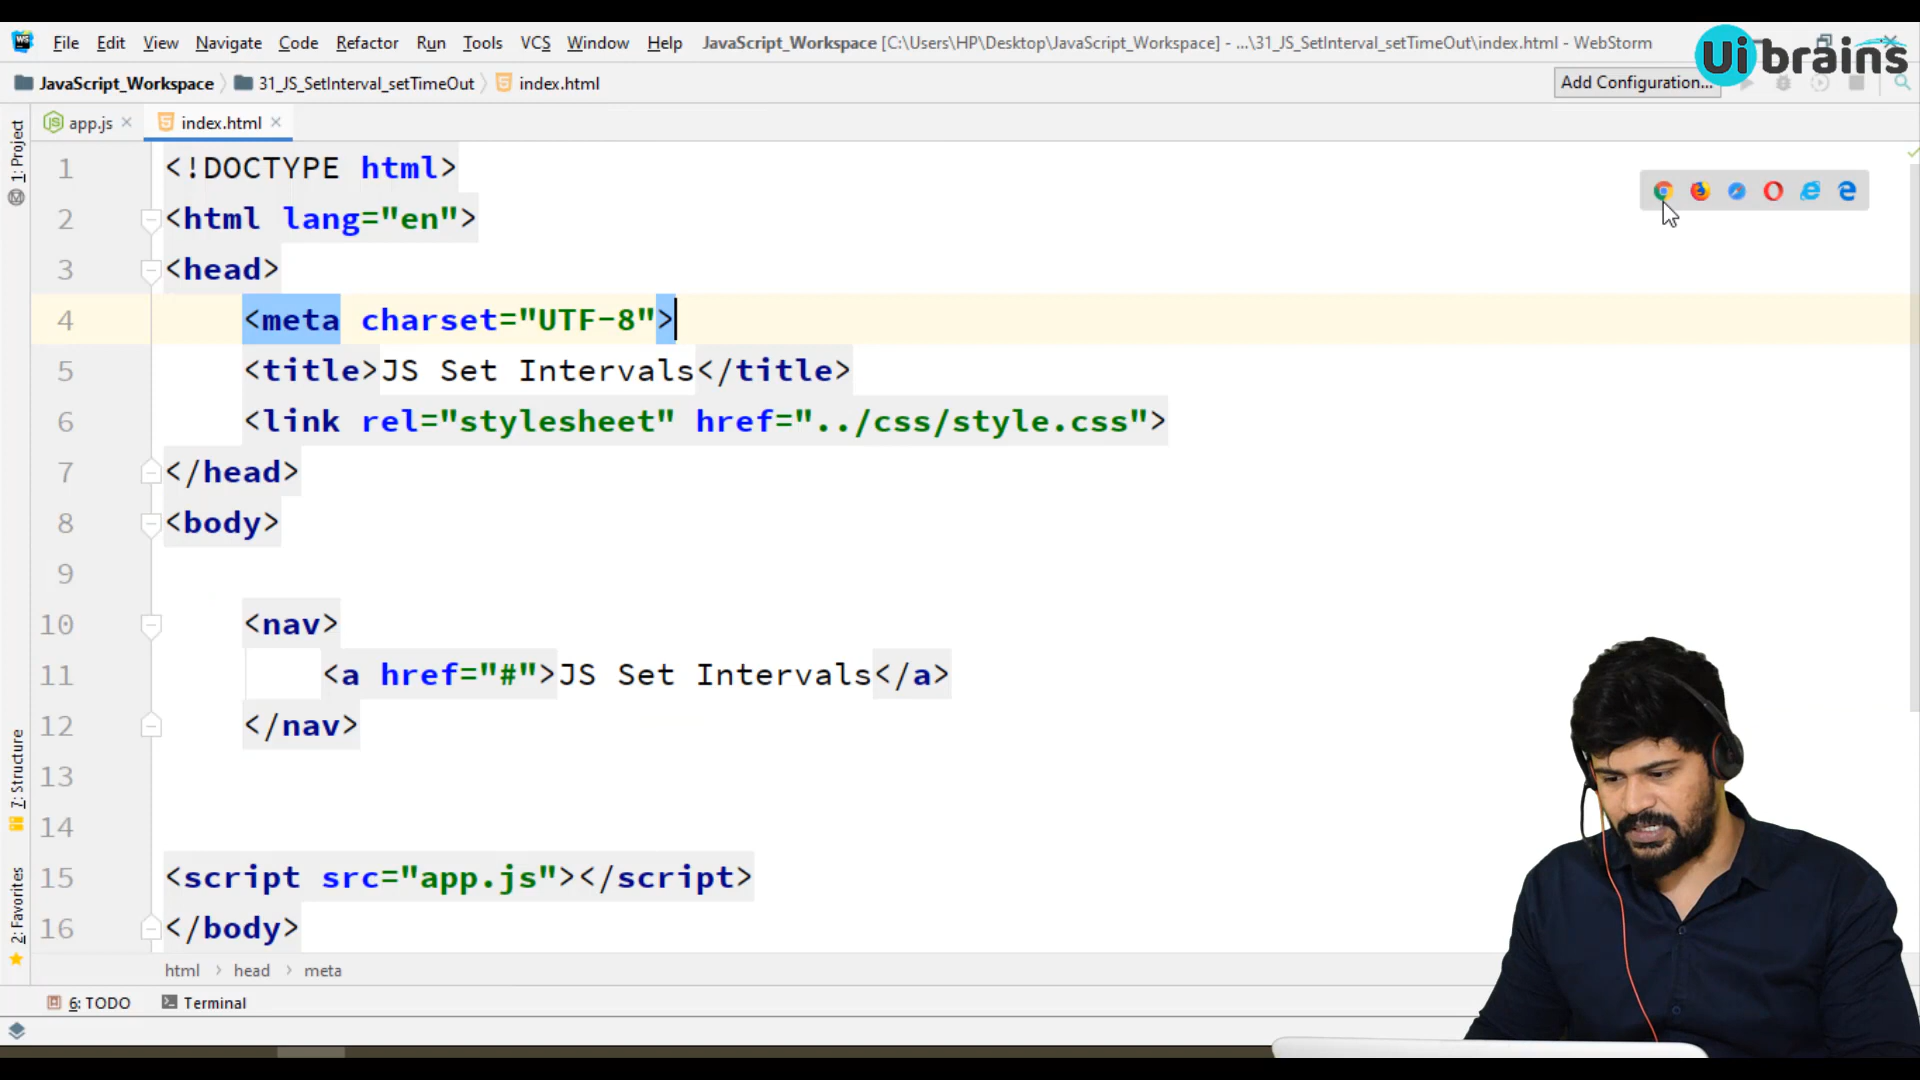 File Edit View Navigate Code Refactor Run Tools VCS Window Help JavaScript_Workspace [C:\Users\HP\Desktop\JavaScript_Workspace] - ...\31_JS_SetInterval_setTimeOut\index.html - WebStorm
Ui brains
JavaScript_Workspace 31_JS_SetInterval_setTimeOut index.html Add Configuration...
app.js index.html
1: Project
1 <!DOCTYPE html>
2 <html lang="en">
3 <head>
4 <meta charset="UTF-8">
5 <title>JS Set Intervals</title>
6 <link rel="stylesheet" href="../css/style.css">
7 </head>
8 <body>
9
10 <nav>
11 <a href="#">JS Set Intervals</a>
12 </nav>
13
14
15 <script src="app.js"></script>
16 </body>
7: Structure
2: Favorites
html > head > meta
6: TODO Terminal